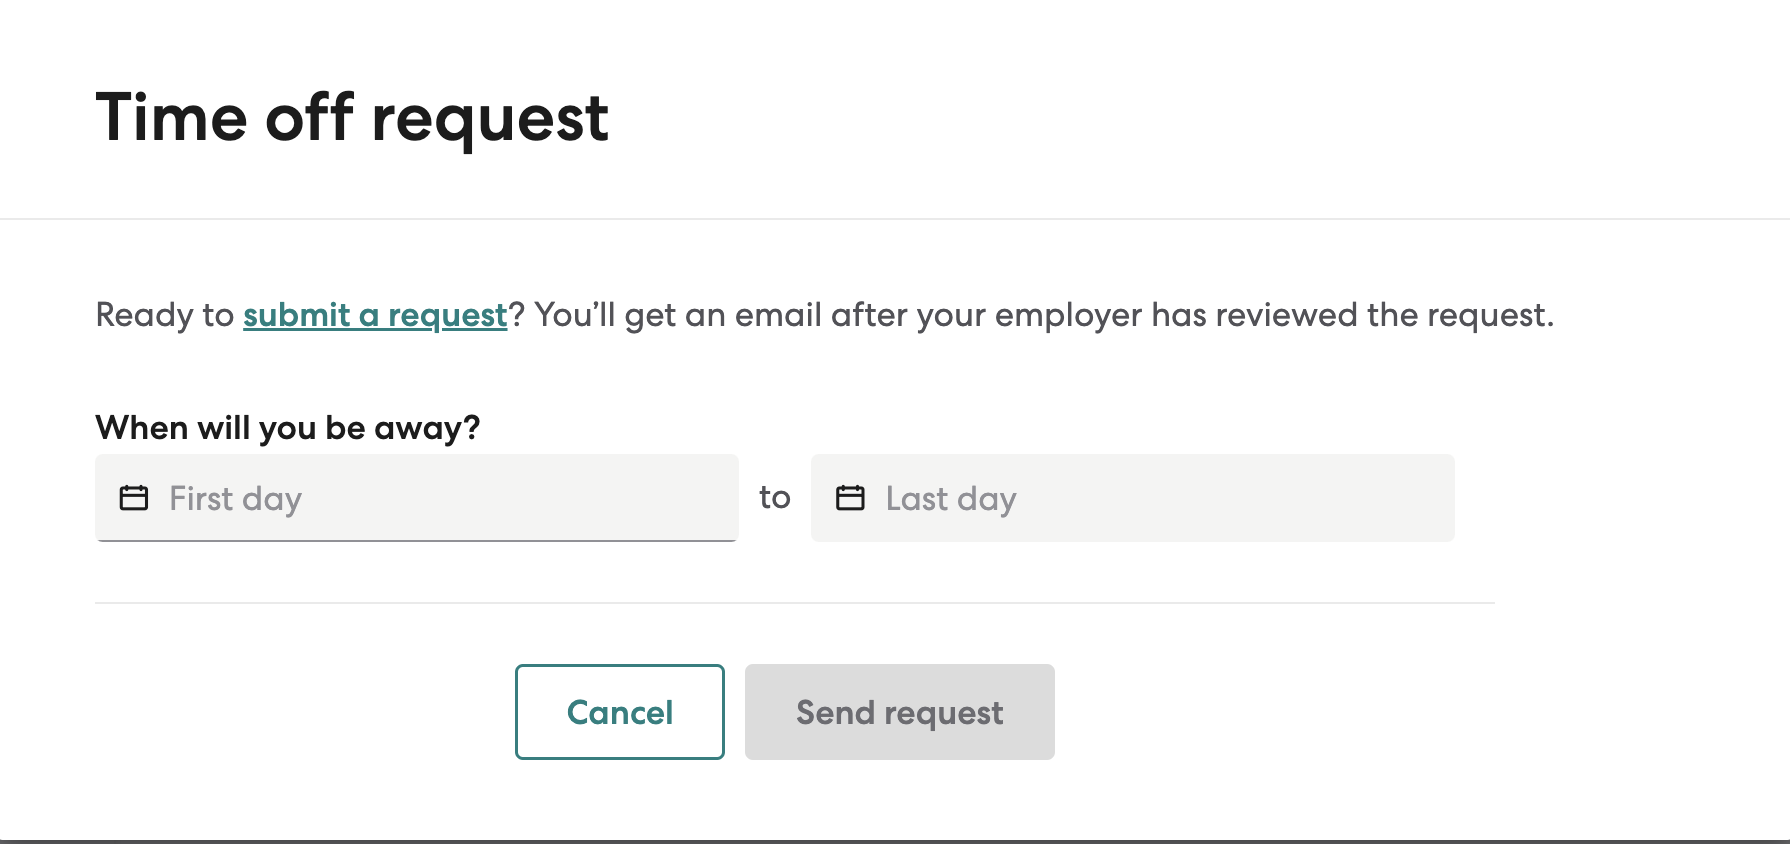 Time off request
Ready to submit a request? You’ll get an email after your employer has reviewed the request.
When will you be away?
First day to Last day
Cancel Send request